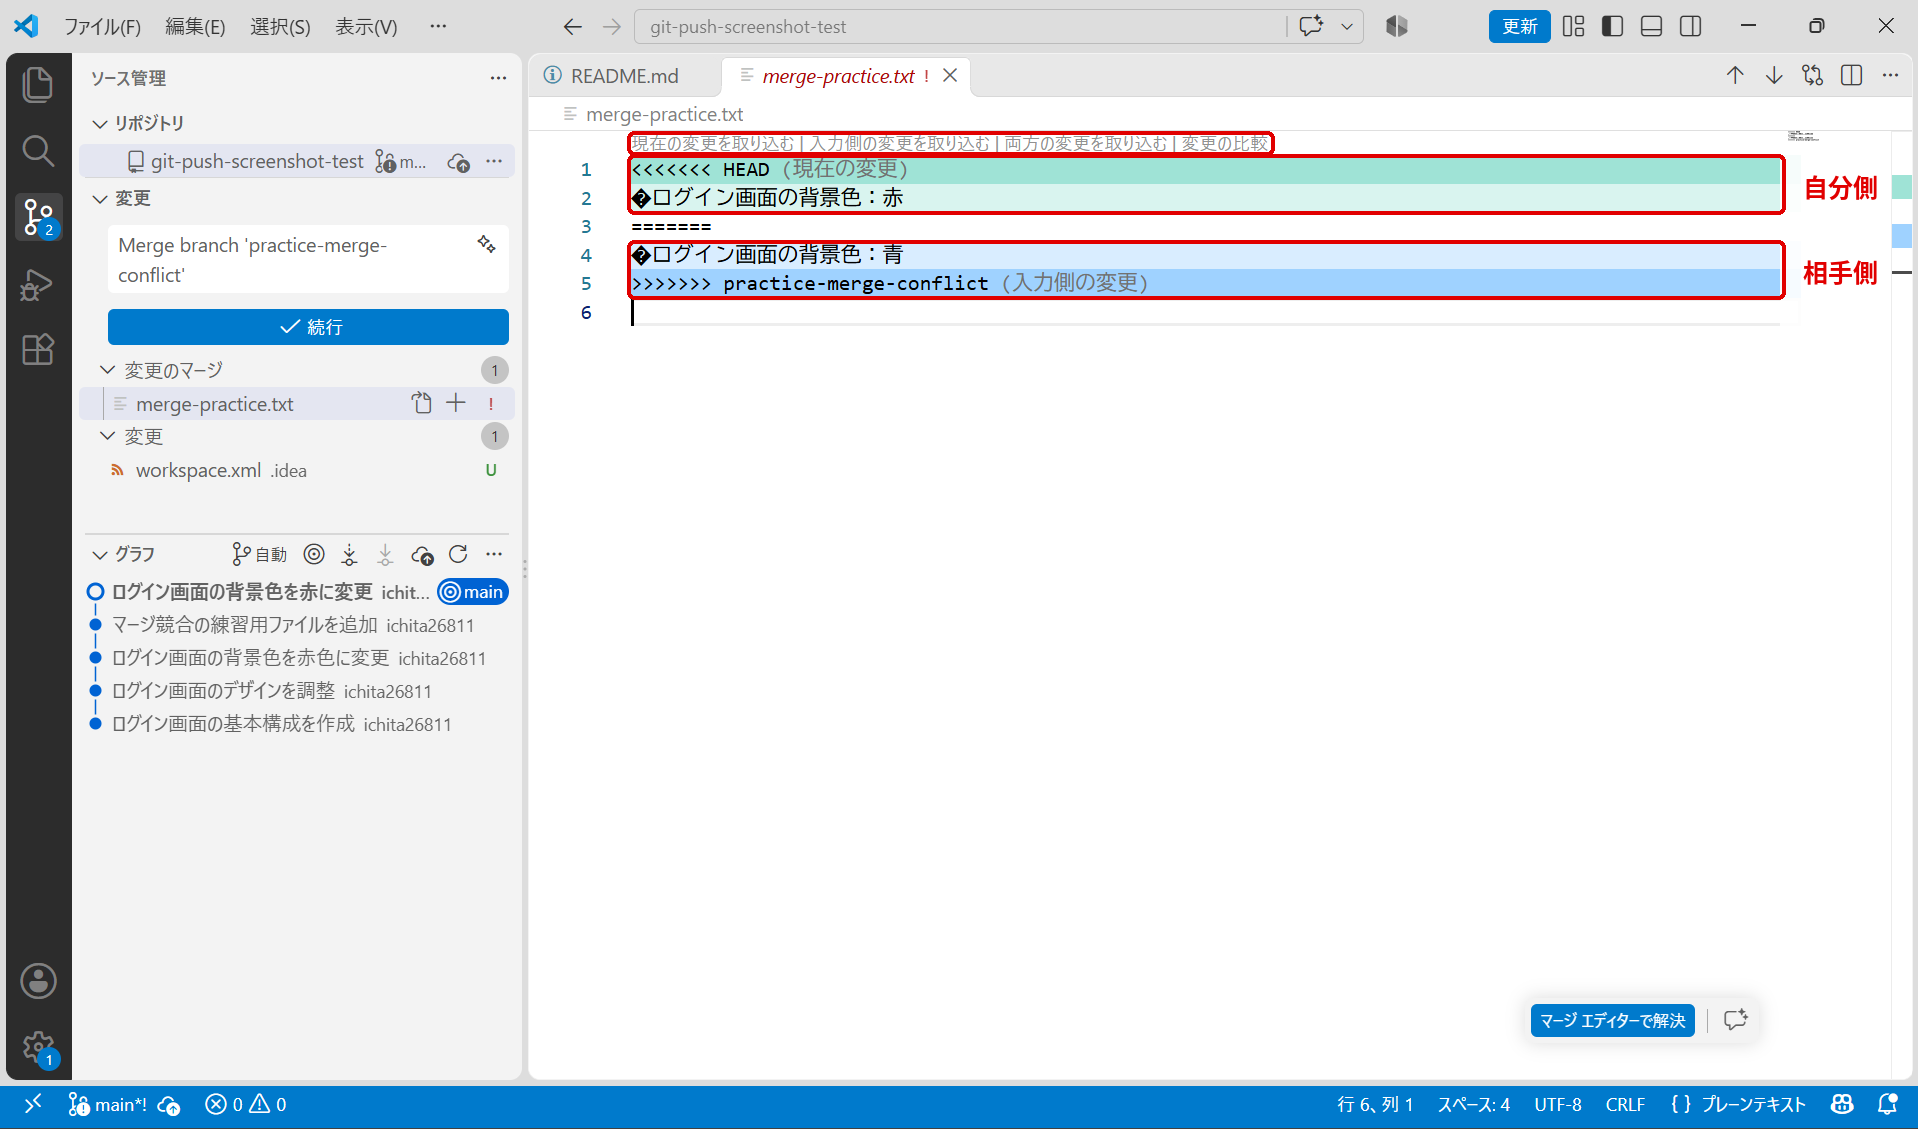 ファイル(F) 編集(E) 選択(S) 表示(V) ···
git-push-screenshot-test
更新
ソース管理
リポジトリ
git-push-screenshot-test m...
変更
Merge branch 'practice-merge-
conflict'
続行
変更のマージ 1
merge-practice.txt !
変更 1
workspace.xml .idea U
グラフ 自動
ログイン画面の背景色を赤に変更 ichit... main
マージ競合の練習用ファイルを追加 ichita26811
ログイン画面の背景色を赤色に変更 ichita26811
ログイン画面のデザインを調整 ichita26811
ログイン画面の基本構成を作成 ichita26811
2
1
README.md merge-practice.txt !
merge-practice.txt
現在の変更を取り込む | 入力側の変更を取り込む | 両方の変更を取り込む | 変更の比較
1 <<<<<<< HEAD (現在の変更)
2 �ログイン画面の背景色：赤
3 =======
4 �ログイン画面の背景色：青
5 >>>>>>> practice-merge-conflict (入力側の変更)
6
自分側
相手側
マージ エディターで解決
main*! 0 0 行 6、列 1 スペース: 4 UTF-8 CRLF { } プレーンテキスト